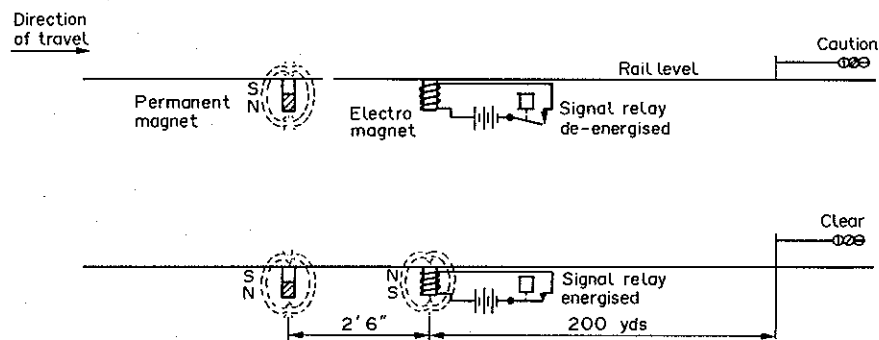 Direction
of travel
Caution
Rail level
S
N
Permanent
magnet
Electro
magnet
Signal relay
de-energised
Clear
S
N
N
S
Signal relay
energised
2' 6"
200 yds